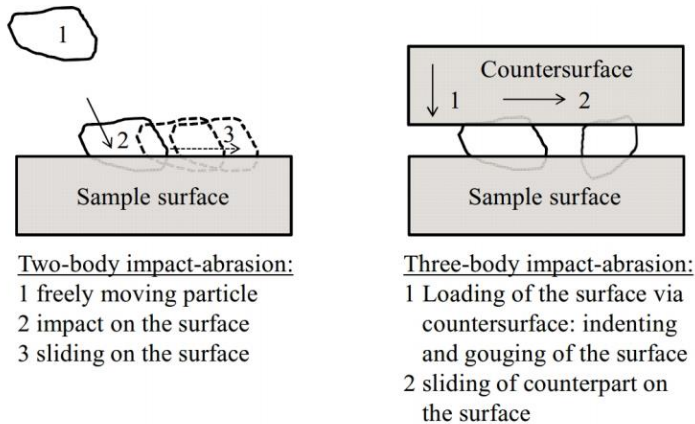 1
2
3
Sample surface
Two-body impact-abrasion:
1 freely moving particle
2 impact on the surface
3 sliding on the surface
Countersurface
1 2
Sample surface
Three-body impact-abrasion:
1 Loading of the surface via
countersurface: indenting
and gouging of the surface
2 sliding of counterpart on
the surface